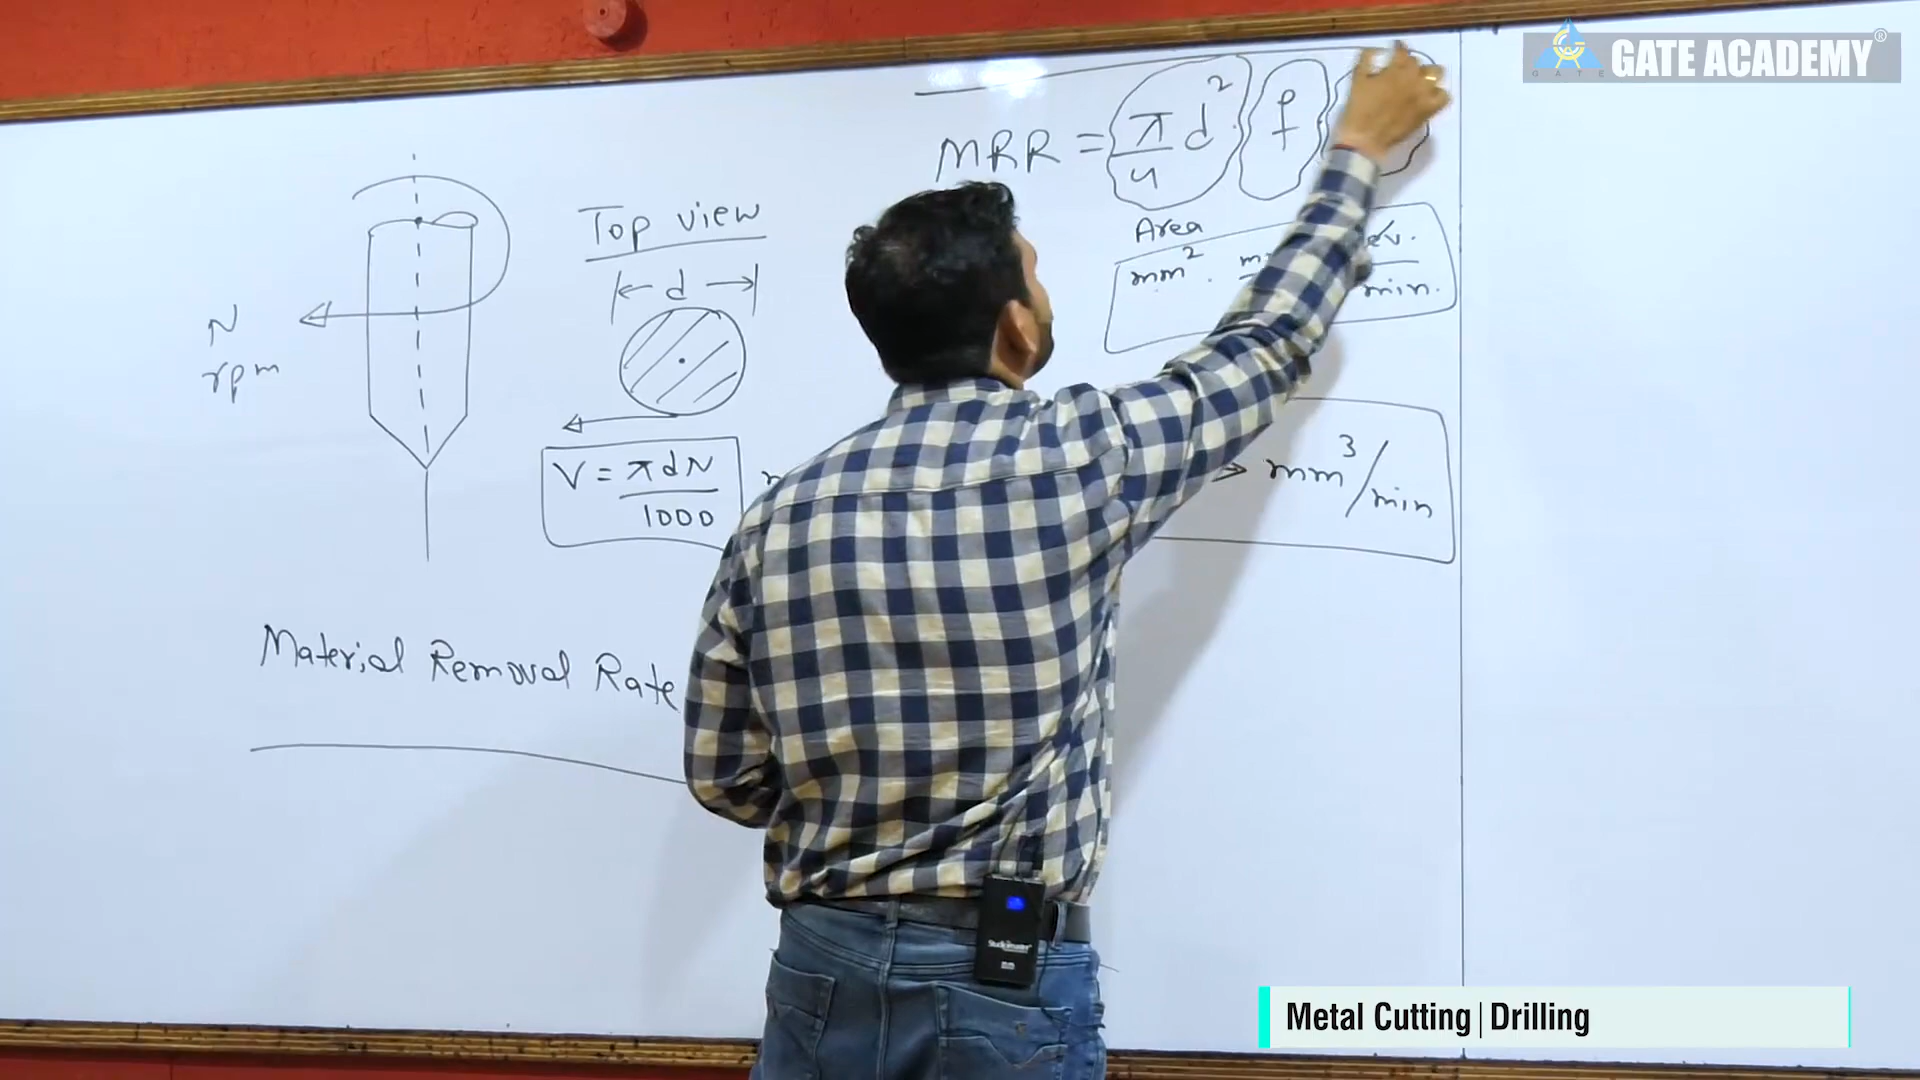 GATE ACADEMY®
GATE
MRR = π/4 d² . f
Area
mm² . min.
Top view
d
N
rpm
V = πdN/1000
→ mm³/min
Material Removal Rate
Metal Cutting|Drilling